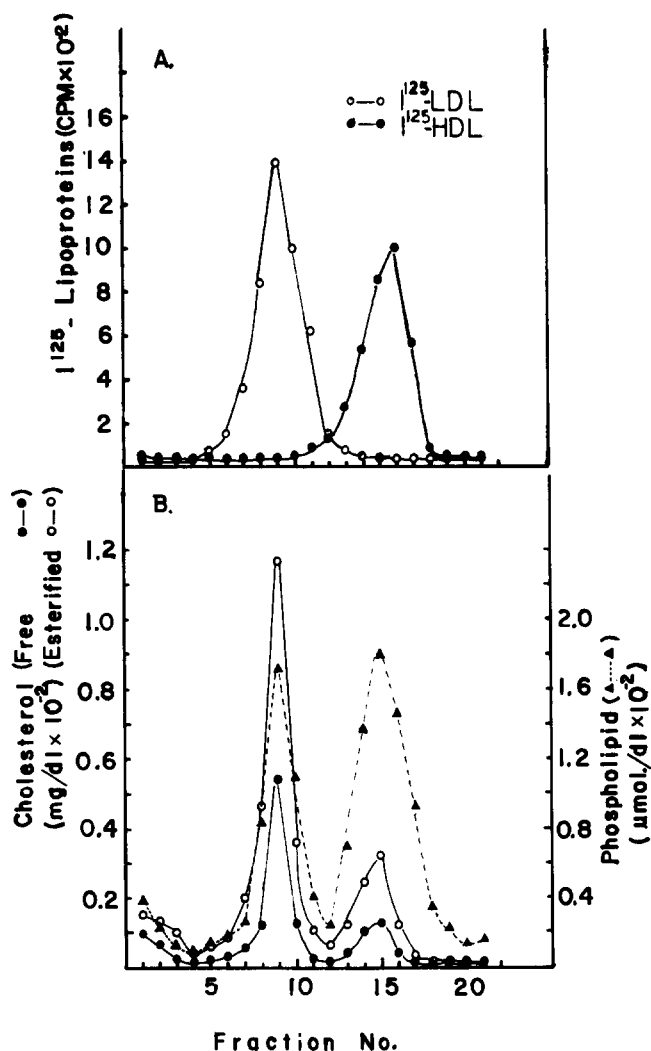 A.
I¹²⁵-LDL
I¹²⁵-HDL
I¹²⁵- Lipoproteins (CPM×10⁻²)
16
14
12
10
8
6
4
2
B.
Cholesterol (Free ●—●)
(mg/dl × 10⁻²) (Esterified ○—○)
1.2
1.0
0.8
0.6
0.4
0.2
Phospholipid (▲---▲)
(μmol./dl × 10⁻²)
2.0
1.6
1.2
0.8
0.4
5 10 15 20
Fraction No.